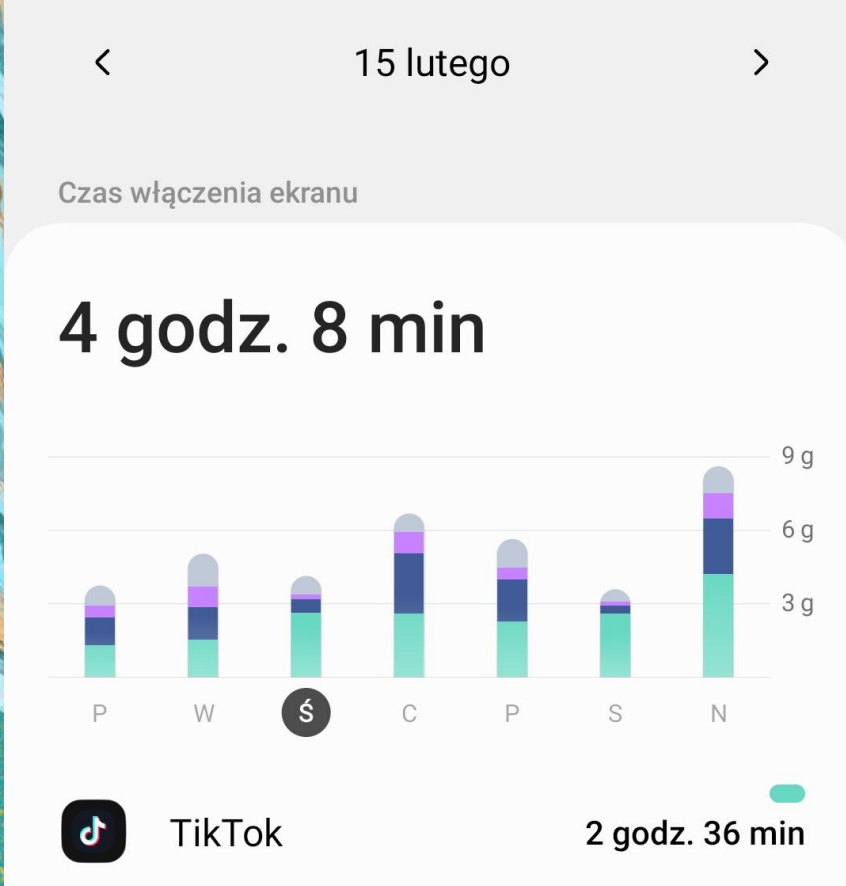 15 lutego
Czas włączenia ekranu
4 godz. 8 min
9 g
6 g
3 g
P W Ś C P S N
TikTok 2 godz. 36 min